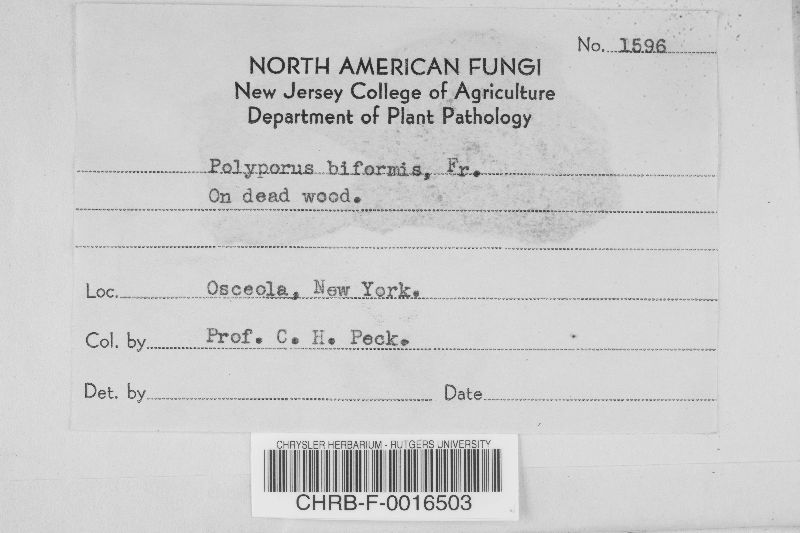 No. 1596
NORTH AMERICAN FUNGI
New Jersey College of Agriculture
Department of Plant Pathology
Polyporus biformis, Fr.
On dead wood.
Loc. Osceola, New York.
Col. by Prof. C. H. Peck.
Det. by Date
CHRYSLER HERBARIUM - RUTGERS UNIVERSITY
CHRB-F-0016503